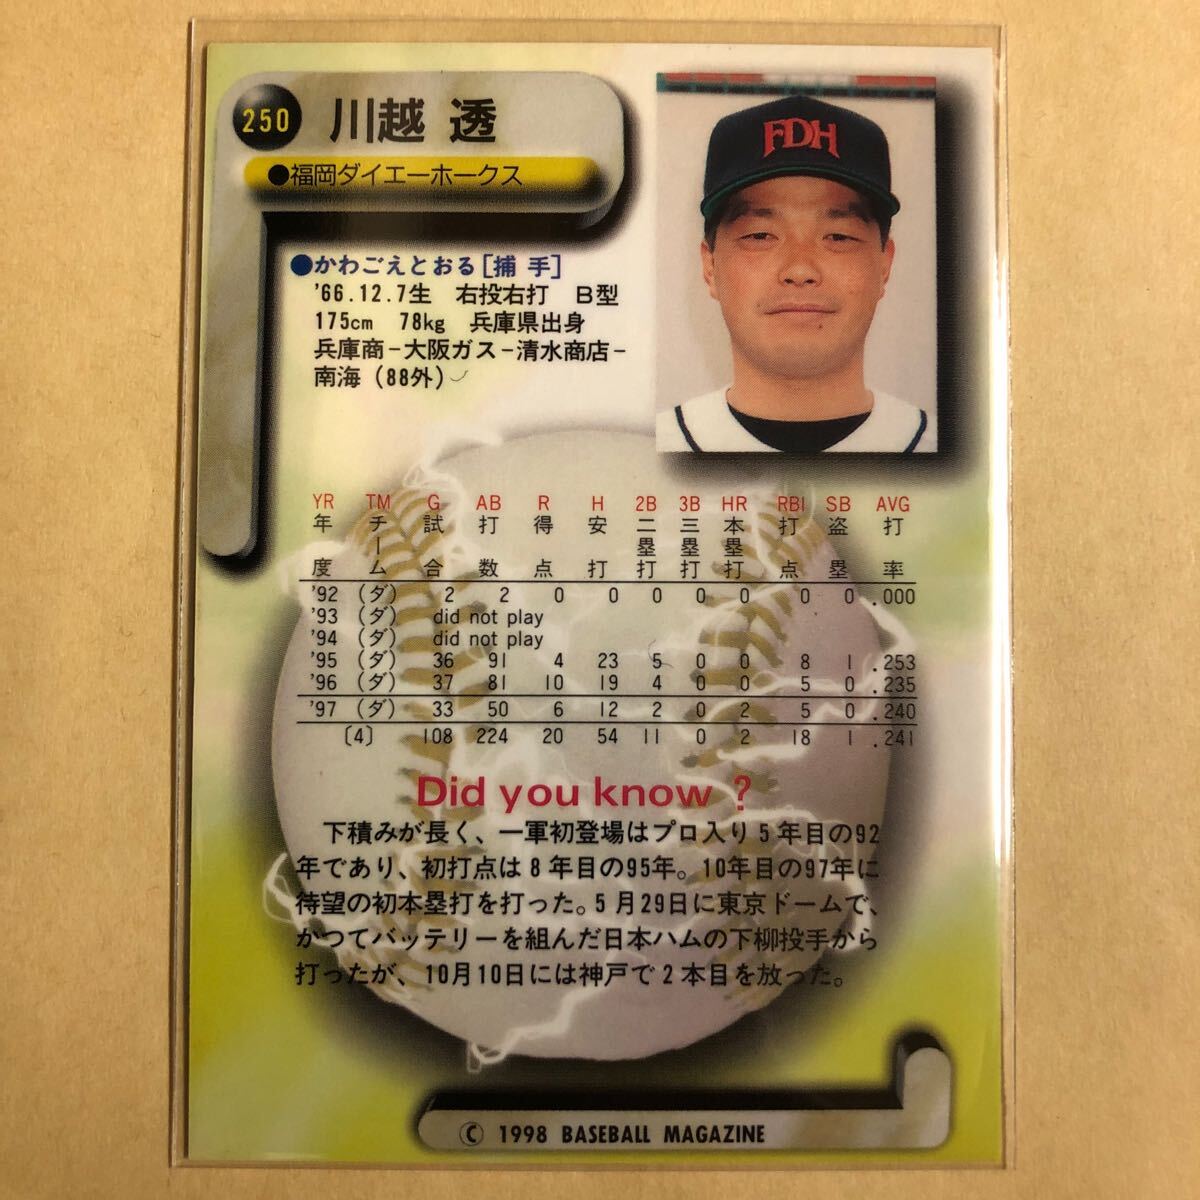 250 川越 透
●福岡ダイエーホークス
FDH
●かわごえとおる[捕 手]
'66.12.7生 右投右打 B型
175cm 78kg 兵庫県出身
兵庫商-大阪ガス-清水商店-
南海(88外)
YR TM G AB R H 2B 3B HR RBI SB AVG
年度 チーム 試合 打数 得点 安打 二塁打 三塁打 本塁打 打点 盗塁 打率
'92 (ダ) 2 2 0 0 0 0 0 0 0 .000
'93 (ダ) did not play
'94 (ダ) did not play
'95 (ダ) 36 91 4 23 5 0 0 8 1 .253
'96 (ダ) 37 81 10 19 4 0 0 5 0 .235
'97 (ダ) 33 50 6 12 2 0 2 5 0 .240
〔4〕 108 224 20 54 11 0 2 18 1 .241
Did you know ?
下積みが長く、一軍初登場はプロ入り5年目の92
年であり、初打点は8年目の95年。10年目の97年に
待望の初本塁打を打った。5月29日に東京ドームで、
かつてバッテリーを組んだ日本ハムの下柳投手から
打ったが、10月10日には神戸で2本目を放った。
© 1998 BASEBALL MAGAZINE